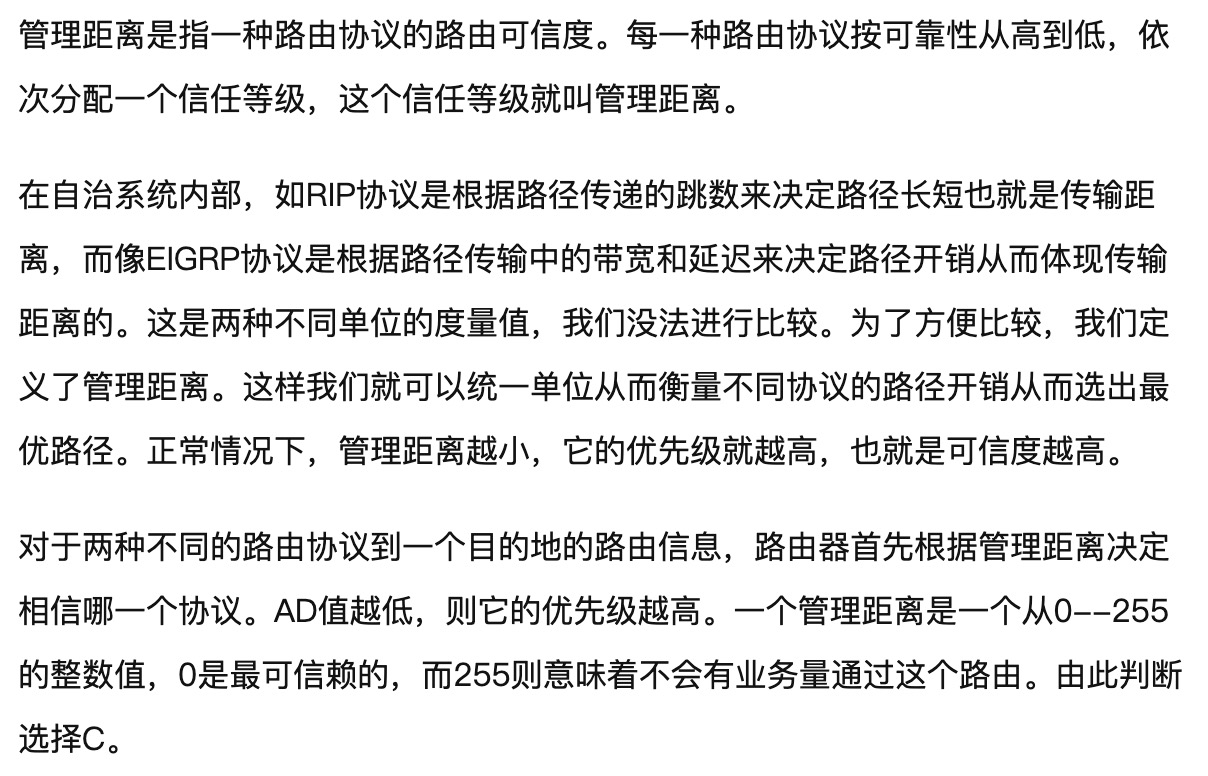 管理距离是指一种路由协议的路由可信度。每一种路由协议按可靠性从高到低，依
次分配一个信任等级，这个信任等级就叫管理距离。
在自治系统内部，如RIP协议是根据路径传递的跳数来决定路径长短也就是传输距
离，而像EIGRP协议是根据路径传输中的带宽和延迟来决定路径开销从而体现传输
距离的。这是两种不同单位的度量值，我们没法进行比较。为了方便比较，我们定
义了管理距离。这样我们就可以统一单位从而衡量不同协议的路径开销从而选出最
优路径。正常情况下，管理距离越小，它的优先级就越高，也就是可信度越高。
对于两种不同的路由协议到一个目的地的路由信息，路由器首先根据管理距离决定
相信哪一个协议。AD值越低，则它的优先级越高。一个管理距离是一个从0--255
的整数值，0是最可信赖的，而255则意味着不会有业务量通过这个路由。由此判断
选择C。